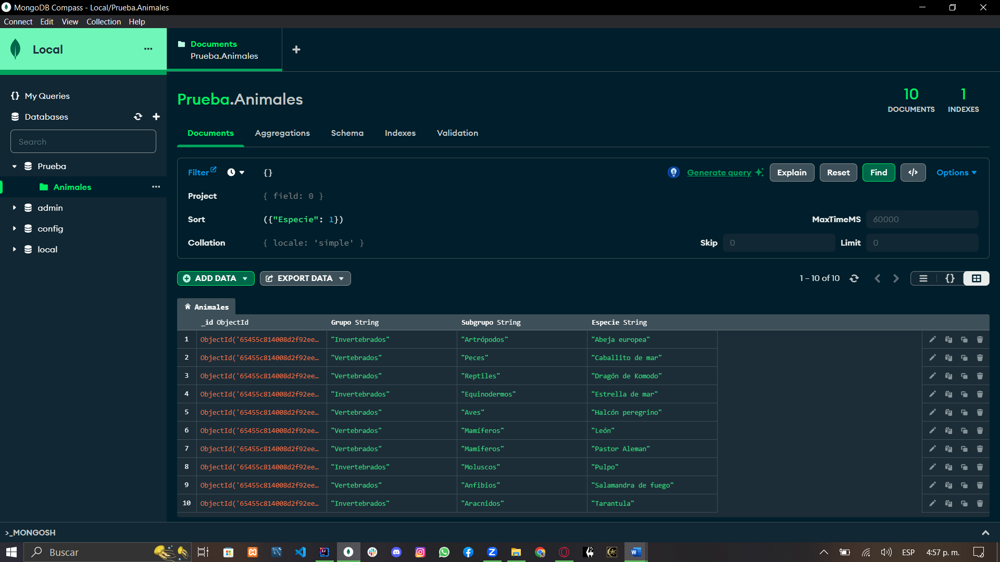 MongoDB Compass - Local/Prueba.Animales
Connect Edit View Collection Help
Local
Documents
Prueba.Animales
My Queries
Databases
Search
Prueba
Animales
admin
config
local
Prueba.Animales
10
DOCUMENTS
1
INDEXES
Documents Aggregations Schema Indexes Validation
Filter {} Generate query Explain Reset Find </> Options
Project { field: 0 }
Sort ({"Especie": 1}) MaxTimeMS 60000
Collation { locale: 'simple' } Skip 0 Limit 0
ADD DATA EXPORT DATA 1 – 10 of 10 {}
Animales
_id ObjectId Grupo String Subgrupo String Especie String
1 ObjectId('65455c814008d2f92ee… "Invertebrados" "Artrópodos" "Abeja europea"
2 ObjectId('65455c814008d2f92ee… "Vertebrados" "Peces" "Caballito de mar"
3 ObjectId('65455c814008d2f92ee… "Vertebrados" "Reptiles" "Dragón de Komodo"
4 ObjectId('65455c814008d2f92ee… "Invertebrados" "Equinodermos" "Estrella de mar"
5 ObjectId('65455c814008d2f92ee… "Vertebrados" "Aves" "Halcón peregrino"
6 ObjectId('65455c814008d2f92ee… "Vertebrados" "Mamíferos" "León"
7 ObjectId('65455c814008d2f92ee… "Vertebrados" "Mamiferos" "Pastor Aleman"
8 ObjectId('65455c814008d2f92ee… "Invertebrados" "Moluscos" "Pulpo"
9 ObjectId('65455c814008d2f92ee… "Vertebrados" "Anfibios" "Salamandra de fuego"
10 ObjectId('65455c814008d2f92ee… "Invertebrados" "Aracnidos" "Tarantula"
>_MONGOSH
Buscar ESP 4:57 p. m.